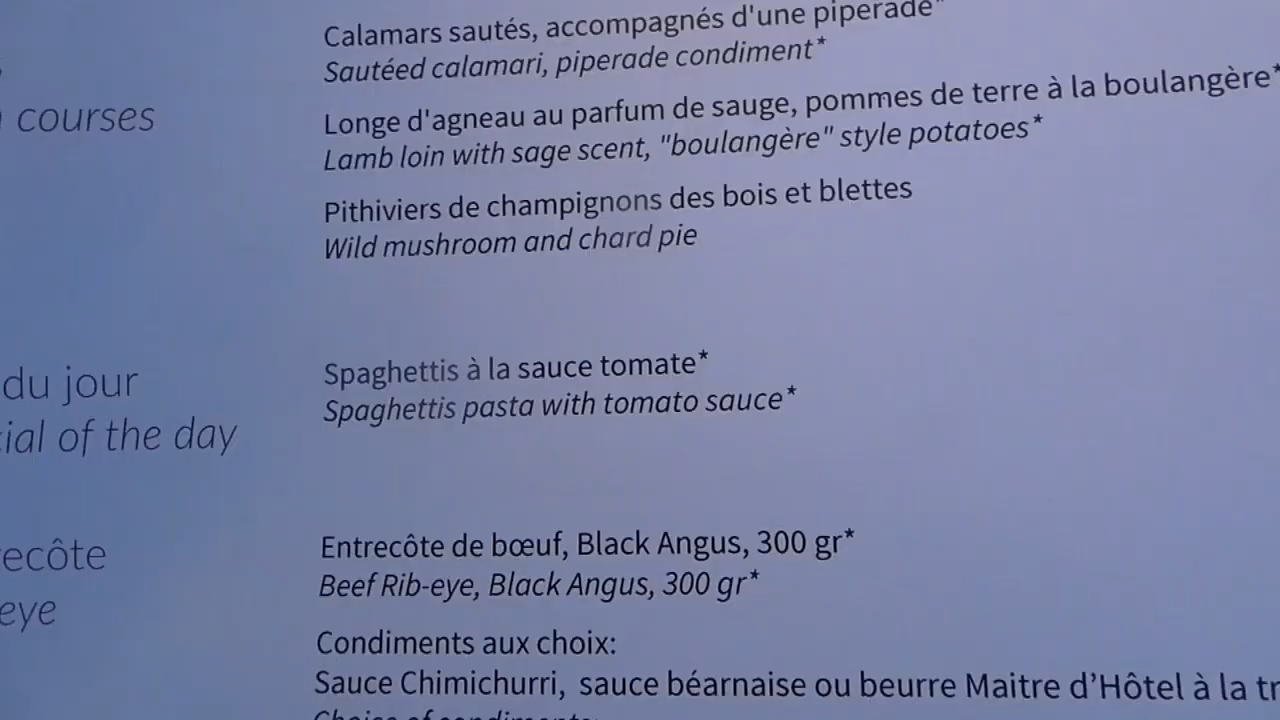 Calamars sautés, accompagnés d'une piperade*
Sautéed calamari, piperade condiment*
courses
Longe d'agneau au parfum de sauge, pommes de terre à la boulangère*
Lamb loin with sage scent, "boulangère" style potatoes*
Pithiviers de champignons des bois et blettes
Wild mushroom and chard pie
du jour
Spaghettis à la sauce tomate*
Spaghettis pasta with tomato sauce*
of the day
Entrecôte de bœuf, Black Angus, 300 gr*
Beef Rib-eye, Black Angus, 300 gr*
eye
Condiments aux choix:
Sauce Chimichurri, sauce béarnaise ou beurre Maitre d’Hôtel à la
Choice of condiments: